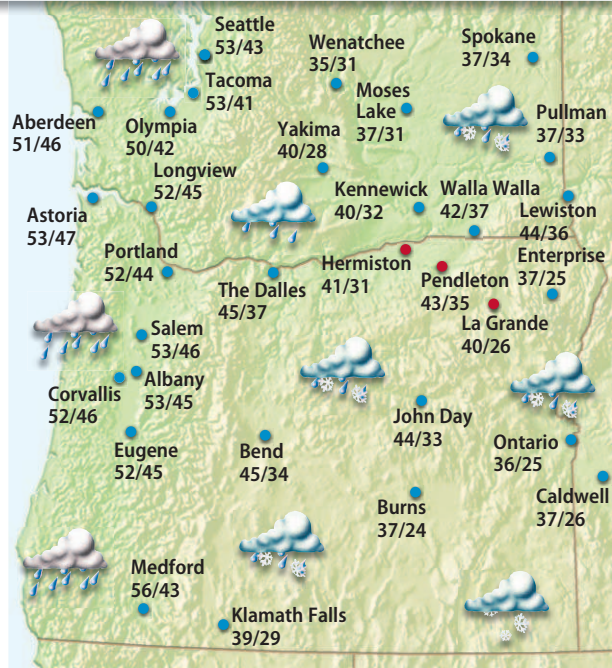 Seattle
53/43
Wenatchee
35/31
Spokane
37/34
Tacoma
53/41
Moses
Lake
37/31
Aberdeen
51/46
Olympia
50/42
Yakima
40/28
Pullman
37/33
Longview
52/45
Kennewick
40/32
Walla Walla
42/37
Lewiston
44/36
Astoria
53/47
Portland
52/44
The Dalles
45/37
Hermiston
41/31
Pendleton
43/35
Enterprise
37/25
La Grande
40/26
Salem
53/46
Albany
53/45
Corvallis
52/46
John Day
44/33
Eugene
52/45
Bend
45/34
Ontario
36/25
Burns
37/24
Caldwell
37/26
Medford
56/43
Klamath Falls
39/29